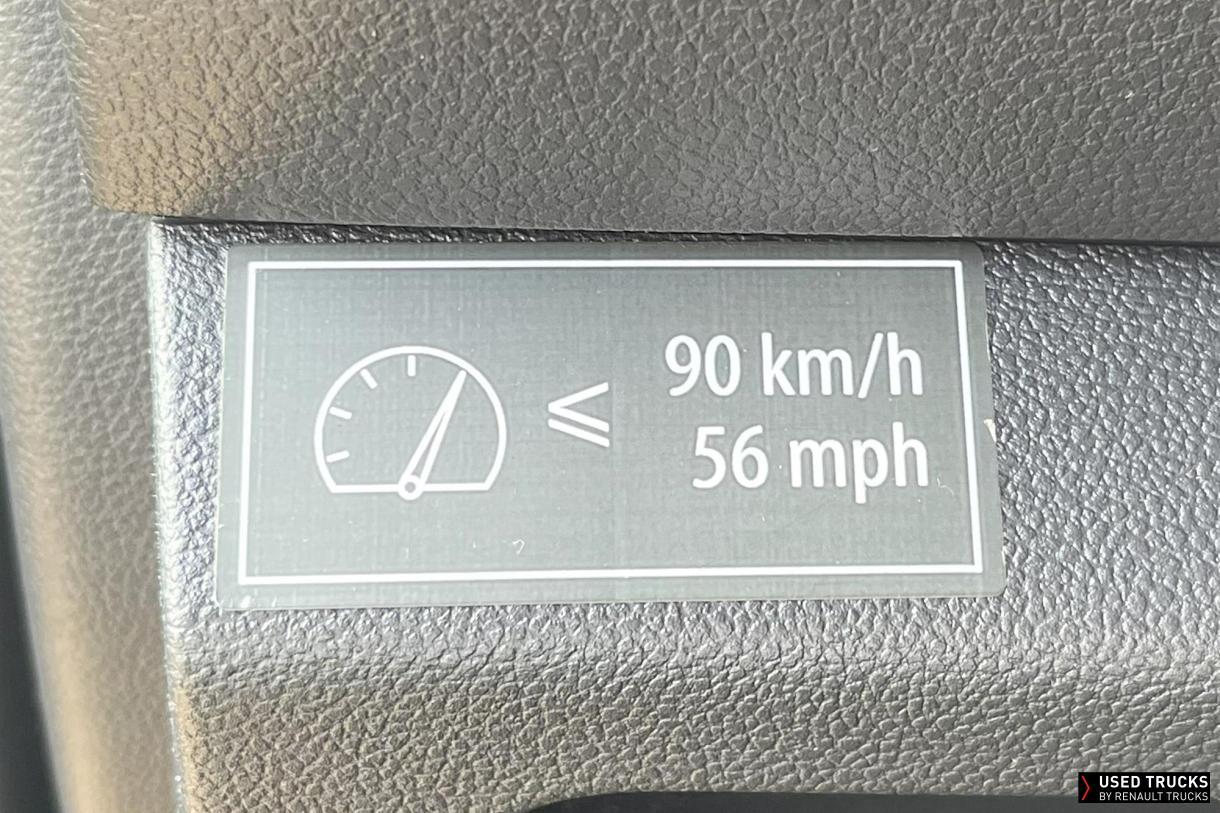 ≤ 90 km/h
56 mph
USED TRUCKS
BY RENAULT TRUCKS